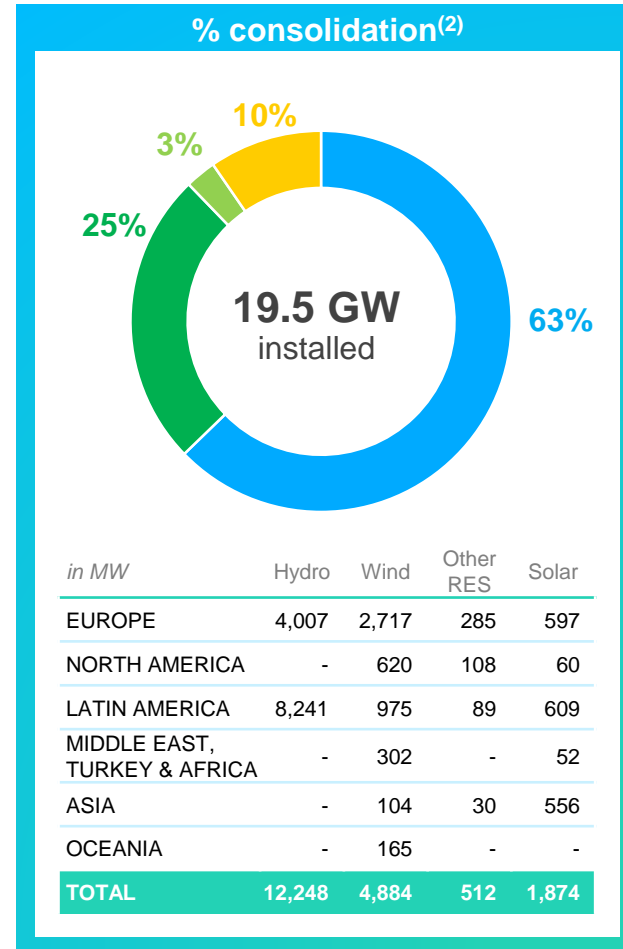 % consolidation(2)
10%
3%
25%
63%
19.5 GW
installed
in MW Hydro Wind Other RES Solar
EUROPE 4,007 2,717 285 597
NORTH AMERICA - 620 108 60
LATIN AMERICA 8,241 975 89 609
MIDDLE EAST,
TURKEY & AFRICA - 302 - 52
ASIA - 104 30 556
OCEANIA - 165 - -
TOTAL 12,248 4,884 512 1,874